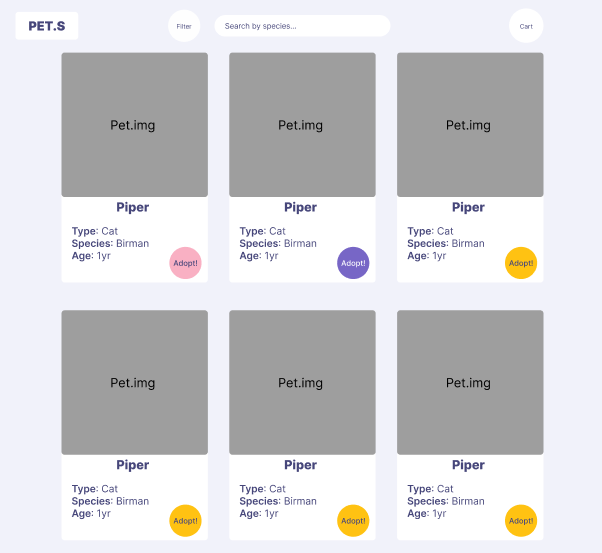 PET.S
Filter
Search by species...
Cart
Pet.img
Pet.img
Pet.img
Piper
Type: Cat
Species: Birman
Age: 1yr
Adopt!
Piper
Type: Cat
Species: Birman
Age: 1yr
Adopt!
Piper
Type: Cat
Species: Birman
Age: 1yr
Adopt!
Pet.img
Pet.img
Pet.img
Piper
Type: Cat
Species: Birman
Age: 1yr
Adopt!
Piper
Type: Cat
Species: Birman
Age: 1yr
Adopt!
Piper
Type: Cat
Species: Birman
Age: 1yr
Adopt!